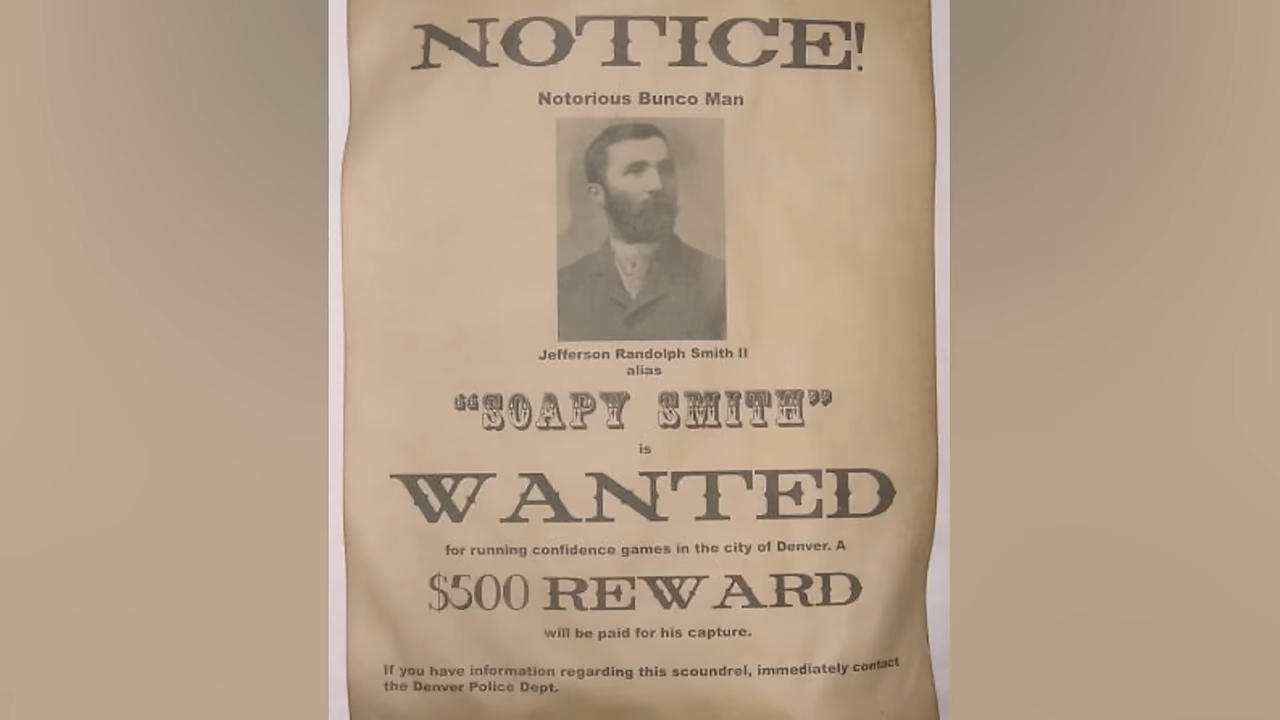 NOTICE!
Notorious Bunco Man
Jefferson Randolph Smith II
alias
“SOAPY SMITH”
is
WANTED
for running confidence games in the city of Denver. A
$500 REWARD
will be paid for his capture.
If you have information regarding this scoundrel, immediately contact
the Denver Police Dept.